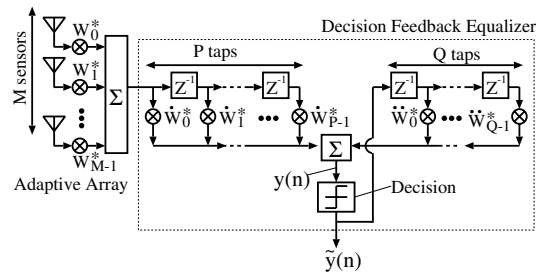 Decision Feedback Equalizer
M sensors
W*0
W*1
W*M-1
Σ
Adaptive Array
P taps
Z-1
Z-1
Ẇ*0
Ẇ*1
Ẇ*P-1
Q taps
Z-1
Z-1
Ẅ*0
Ẅ*Q-1
Σ
y(n)
Decision
ỹ(n)